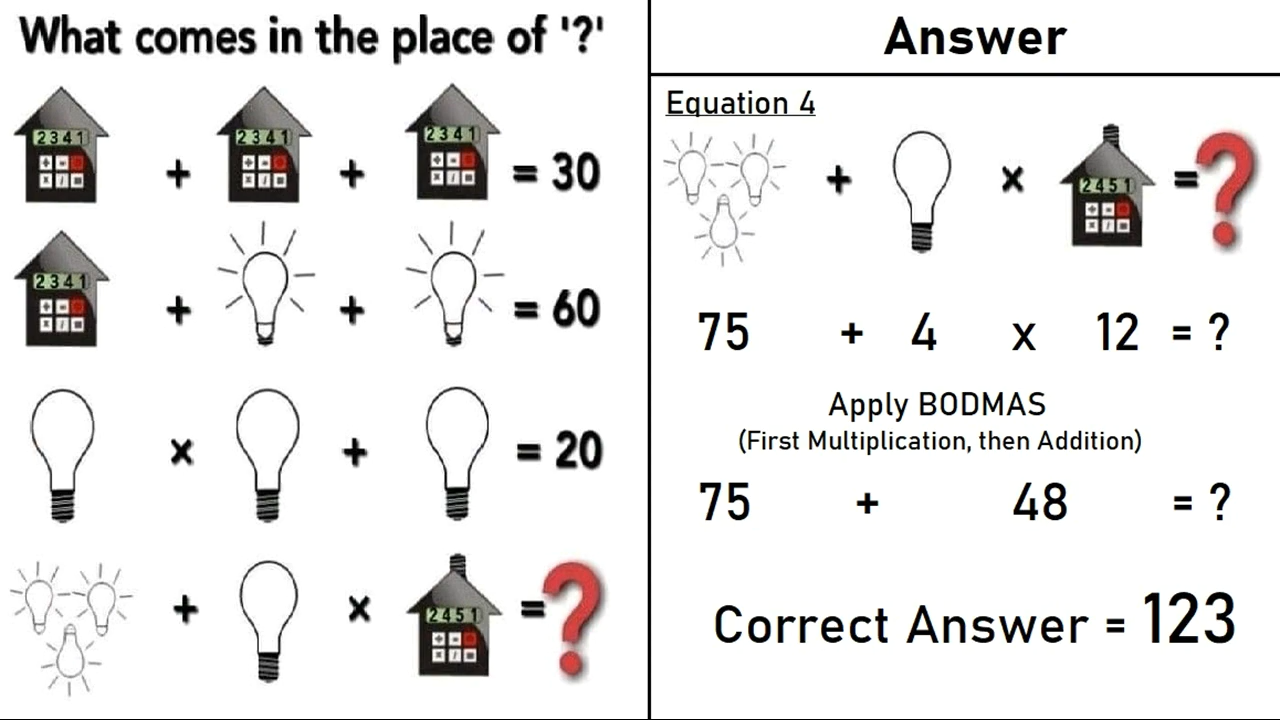 What comes in the place of '?'
2341 + 2341 + 2341 = 30
2341 + + = 60
x + = 20
+ x 2451 = ?
Answer
Equation 4
+ x 2451 = ?
75 + 4 x 12 = ?
Apply BODMAS
(First Multiplication, then Addition)
75 + 48 = ?
Correct Answer = 123